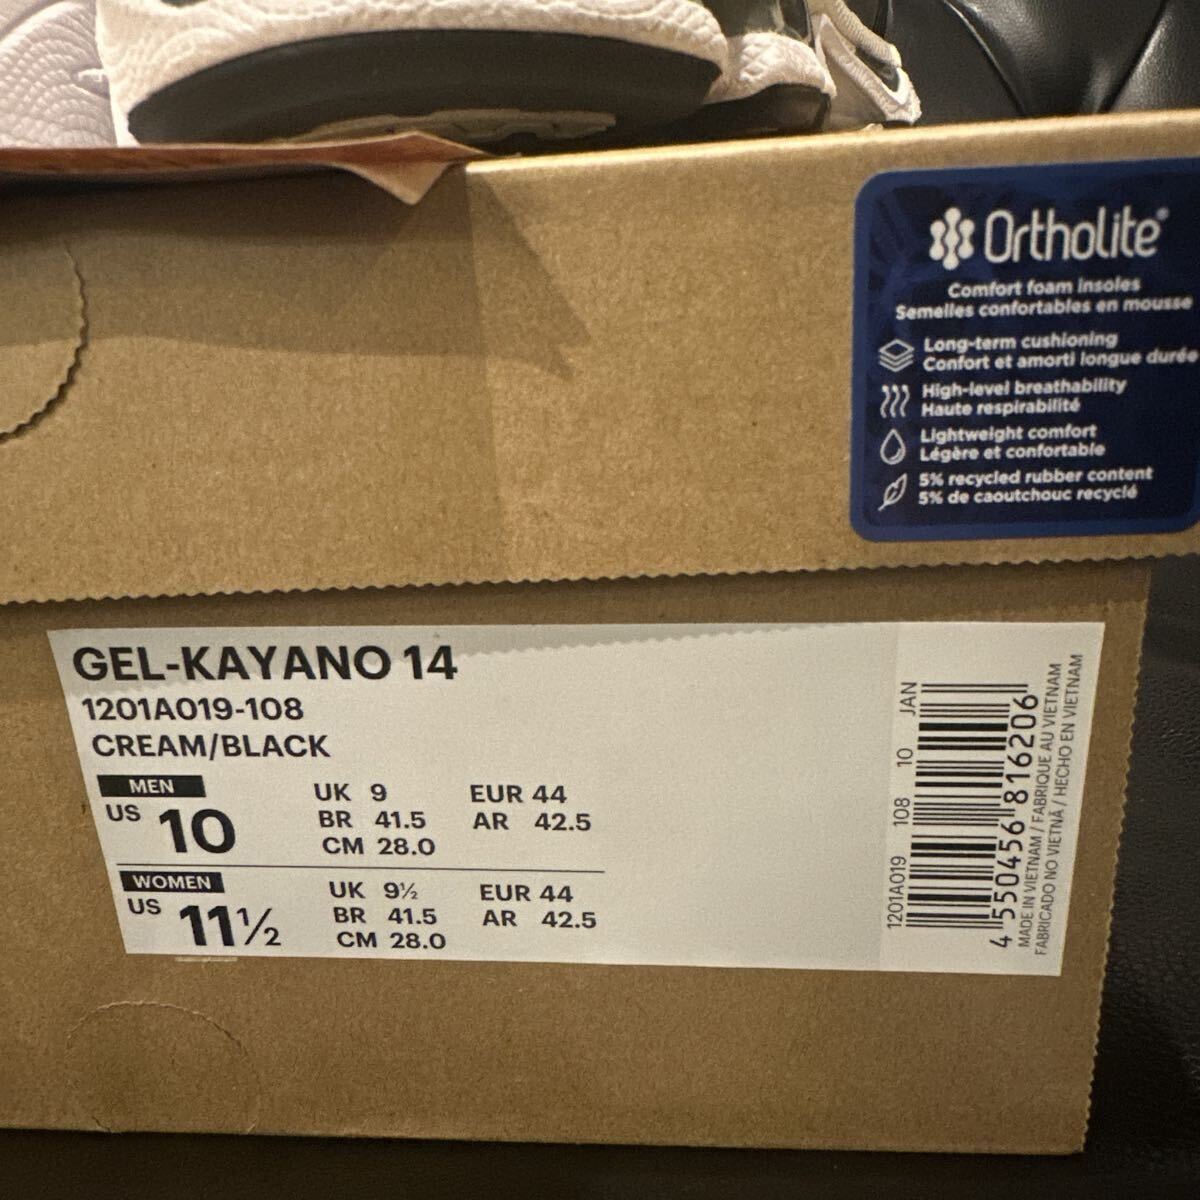 Ortholite®
Comfort foam insoles
Semelles confortables en mousse
Long-term cushioning
Confort et amorti longue durée
High-level breathability
Haute respirabilité
Lightweight comfort
Légère et confortable
5% recycled rubber content
5% de caoutchouc recyclé
GEL-KAYANO 14
1201A019-108
CREAM/BLACK
MEN
US 10
UK 9
BR 41.5
CM 28.0
EUR 44
AR 42.5
WOMEN
US 11½
UK 9½
BR 41.5
CM 28.0
EUR 44
AR 42.5
1201A019 108 10 JAN
4 550456 816206
MADE IN VIETNAM / FABRIQUE AU VIETNAM
FABRICADO NO VIETNÃ / HECHO EN VIETNAM